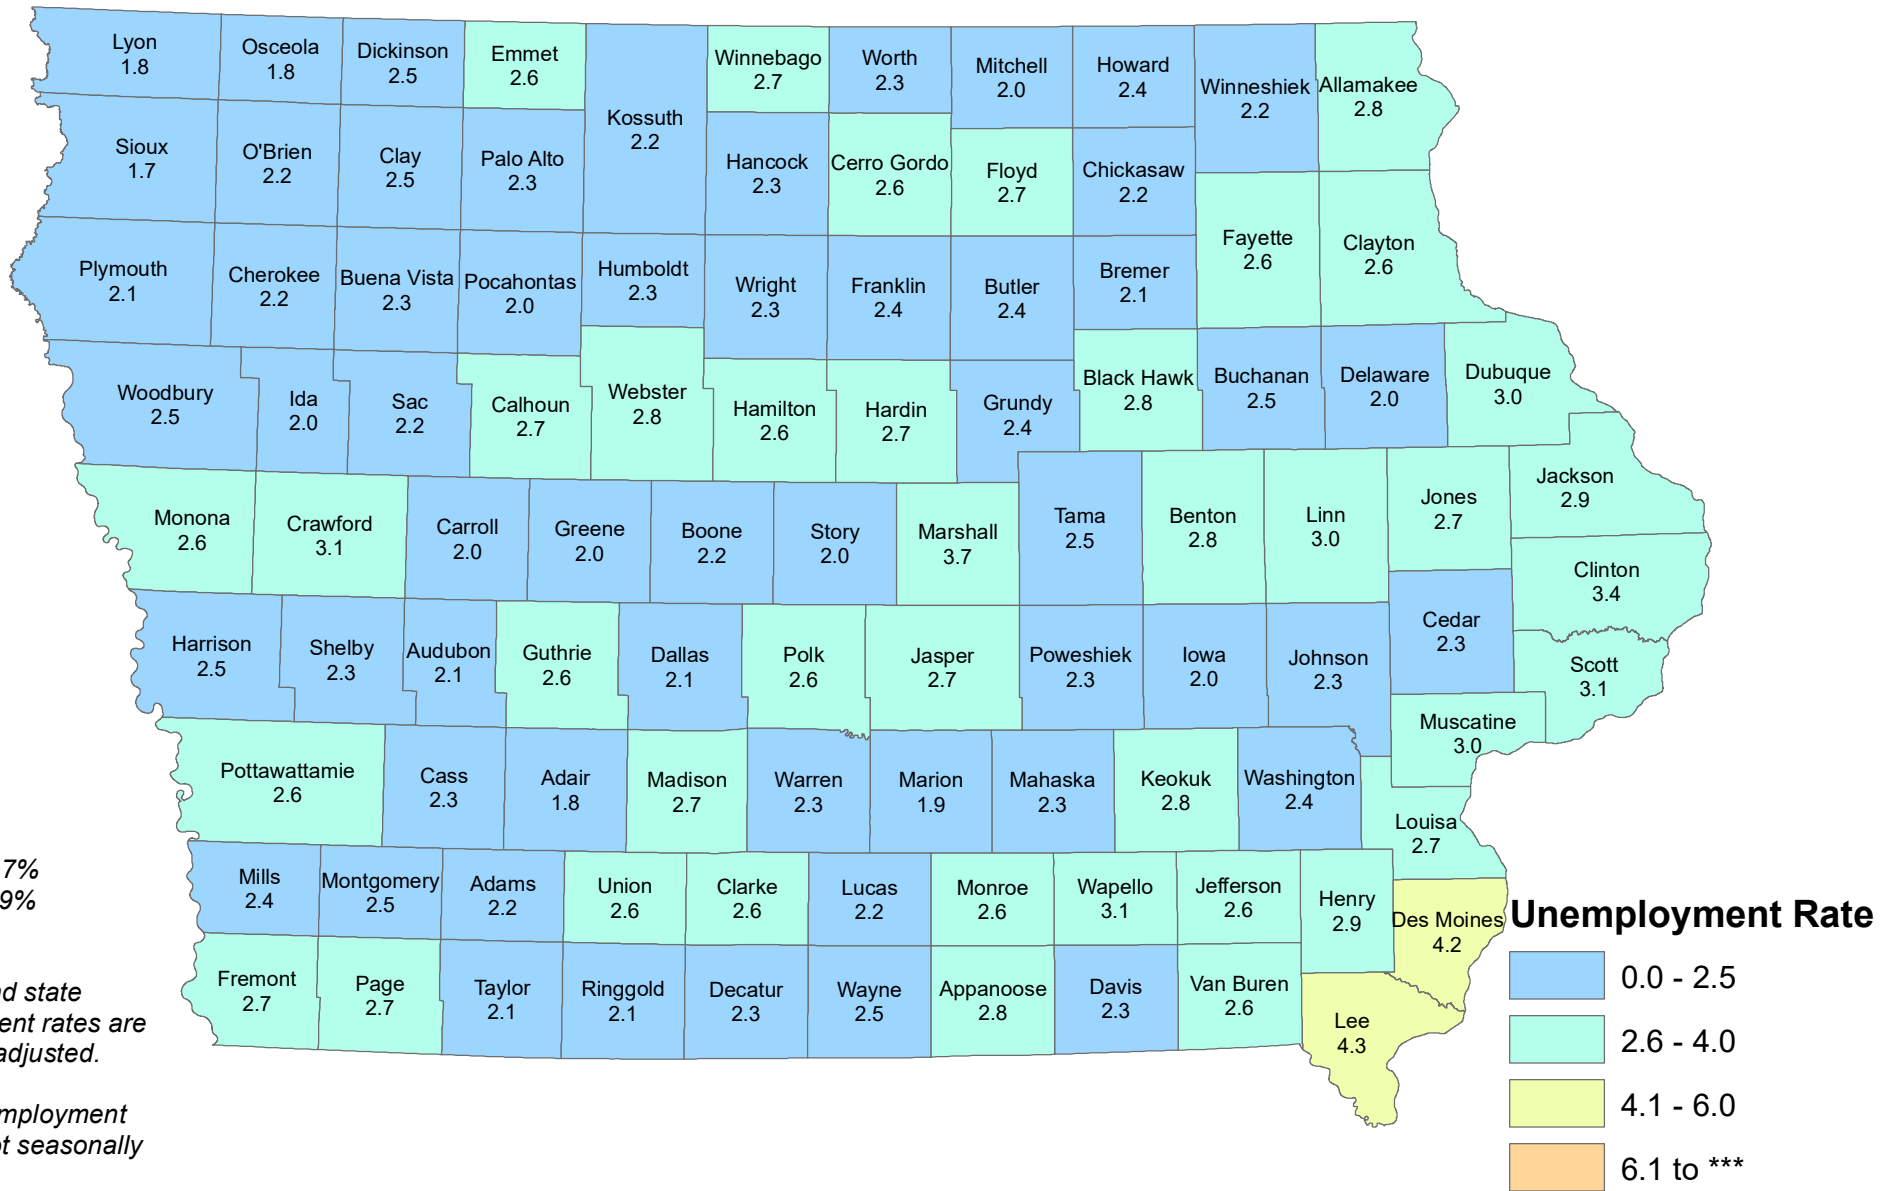 Lyon
1.8
Osceola
1.8
Dickinson
2.5
Emmet
2.6
Kossuth
2.2
Winnebago
2.7
Worth
2.3
Mitchell
2.0
Howard
2.4
Winneshiek
2.2
Allamakee
2.8
Sioux
1.7
O'Brien
2.2
Clay
2.5
Palo Alto
2.3
Hancock
2.3
Cerro Gordo
2.6
Floyd
2.7
Chickasaw
2.2
Fayette
2.6
Clayton
2.6
Plymouth
2.1
Cherokee
2.2
Buena Vista
2.3
Pocahontas
2.0
Humboldt
2.3
Wright
2.3
Franklin
2.4
Butler
2.4
Bremer
2.1
Woodbury
2.5
Ida
2.0
Sac
2.2
Calhoun
2.7
Webster
2.8
Hamilton
2.6
Hardin
2.7
Grundy
2.4
Black Hawk
2.8
Buchanan
2.5
Delaware
2.0
Dubuque
3.0
Monona
2.6
Crawford
3.1
Carroll
2.0
Greene
2.0
Boone
2.2
Story
2.0
Marshall
3.7
Tama
2.5
Benton
2.8
Linn
3.0
Jones
2.7
Jackson
2.9
Clinton
3.4
Harrison
2.5
Shelby
2.3
Audubon
2.1
Guthrie
2.6
Dallas
2.1
Polk
2.6
Jasper
2.7
Poweshiek
2.3
Iowa
2.0
Johnson
2.3
Cedar
2.3
Scott
3.1
Muscatine
3.0
Pottawattamie
2.6
Cass
2.3
Adair
1.8
Madison
2.7
Warren
2.3
Marion
1.9
Mahaska
2.3
Keokuk
2.8
Washington
2.4
Louisa
2.7
Mills
2.4
Montgomery
2.5
Adams
2.2
Union
2.6
Clarke
2.6
Lucas
2.2
Monroe
2.6
Wapello
3.1
Jefferson
2.6
Henry
2.9
Des Moines
4.2
Fremont
2.7
Page
2.7
Taylor
2.1
Ringgold
2.1
Decatur
2.3
Wayne
2.5
Appanoose
2.8
Davis
2.3
Van Buren
2.6
Lee
4.3
7%
9%
d state
ent rates are
adjusted.
mployment
t seasonally
Unemployment Rate
0.0 - 2.5
2.6 - 4.0
4.1 - 6.0
6.1 to ***